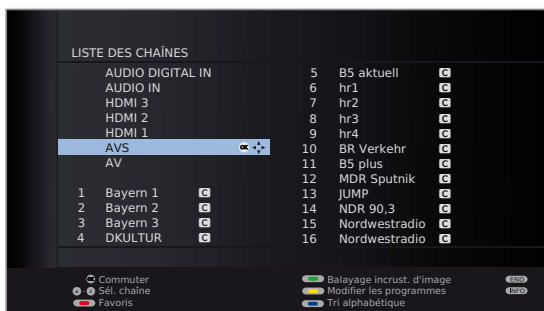 LISTE DES CHAÎNES
AUDIO DIGITAL IN
AUDIO IN
HDMI 3
HDMI 2
HDMI 1
AVS OK
AV
1 Bayern 1 C
2 Bayern 2 C
3 Bayern 3 C
4 DKULTUR C
5 B5 aktuell C
6 hr1 C
7 hr2 C
8 hr3 C
9 hr4 C
10 BR Verkehr C
11 B5 plus C
12 MDR Sputnik C
13 JUMP C
14 NDR 90,3 C
15 Nordwestradio C
16 Nordwestradio C
OK Commuter
Sél. chaîne
Favoris
Balayage incrust. d'image END
Modifier les programmes INFO
Tri alphabétique